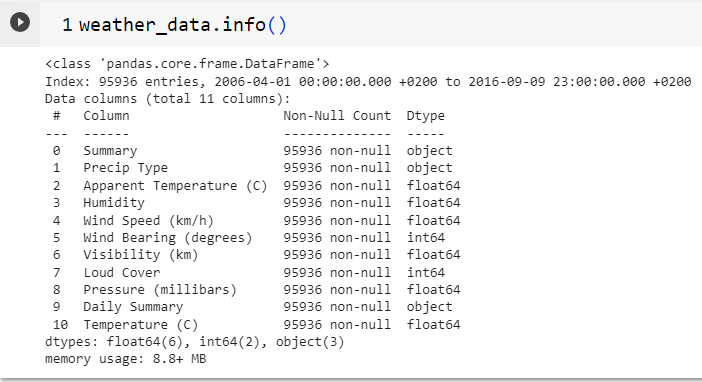 1 weather_data.info()
<class 'pandas.core.frame.DataFrame'>
Index: 95936 entries, 2006-04-01 00:00:00.000 +0200 to 2016-09-09 23:00:00.000 +0200
Data columns (total 11 columns):
 #   Column                    Non-Null Count  Dtype
---  ------                    --------------  -----
 0   Summary                   95936 non-null  object
 1   Precip Type               95936 non-null  object
 2   Apparent Temperature (C)  95936 non-null  float64
 3   Humidity                  95936 non-null  float64
 4   Wind Speed (km/h)         95936 non-null  float64
 5   Wind Bearing (degrees)    95936 non-null  int64
 6   Visibility (km)           95936 non-null  float64
 7   Loud Cover                95936 non-null  int64
 8   Pressure (millibars)      95936 non-null  float64
 9   Daily Summary             95936 non-null  object
 10  Temperature (C)           95936 non-null  float64
dtypes: float64(6), int64(2), object(3)
memory usage: 8.8+ MB